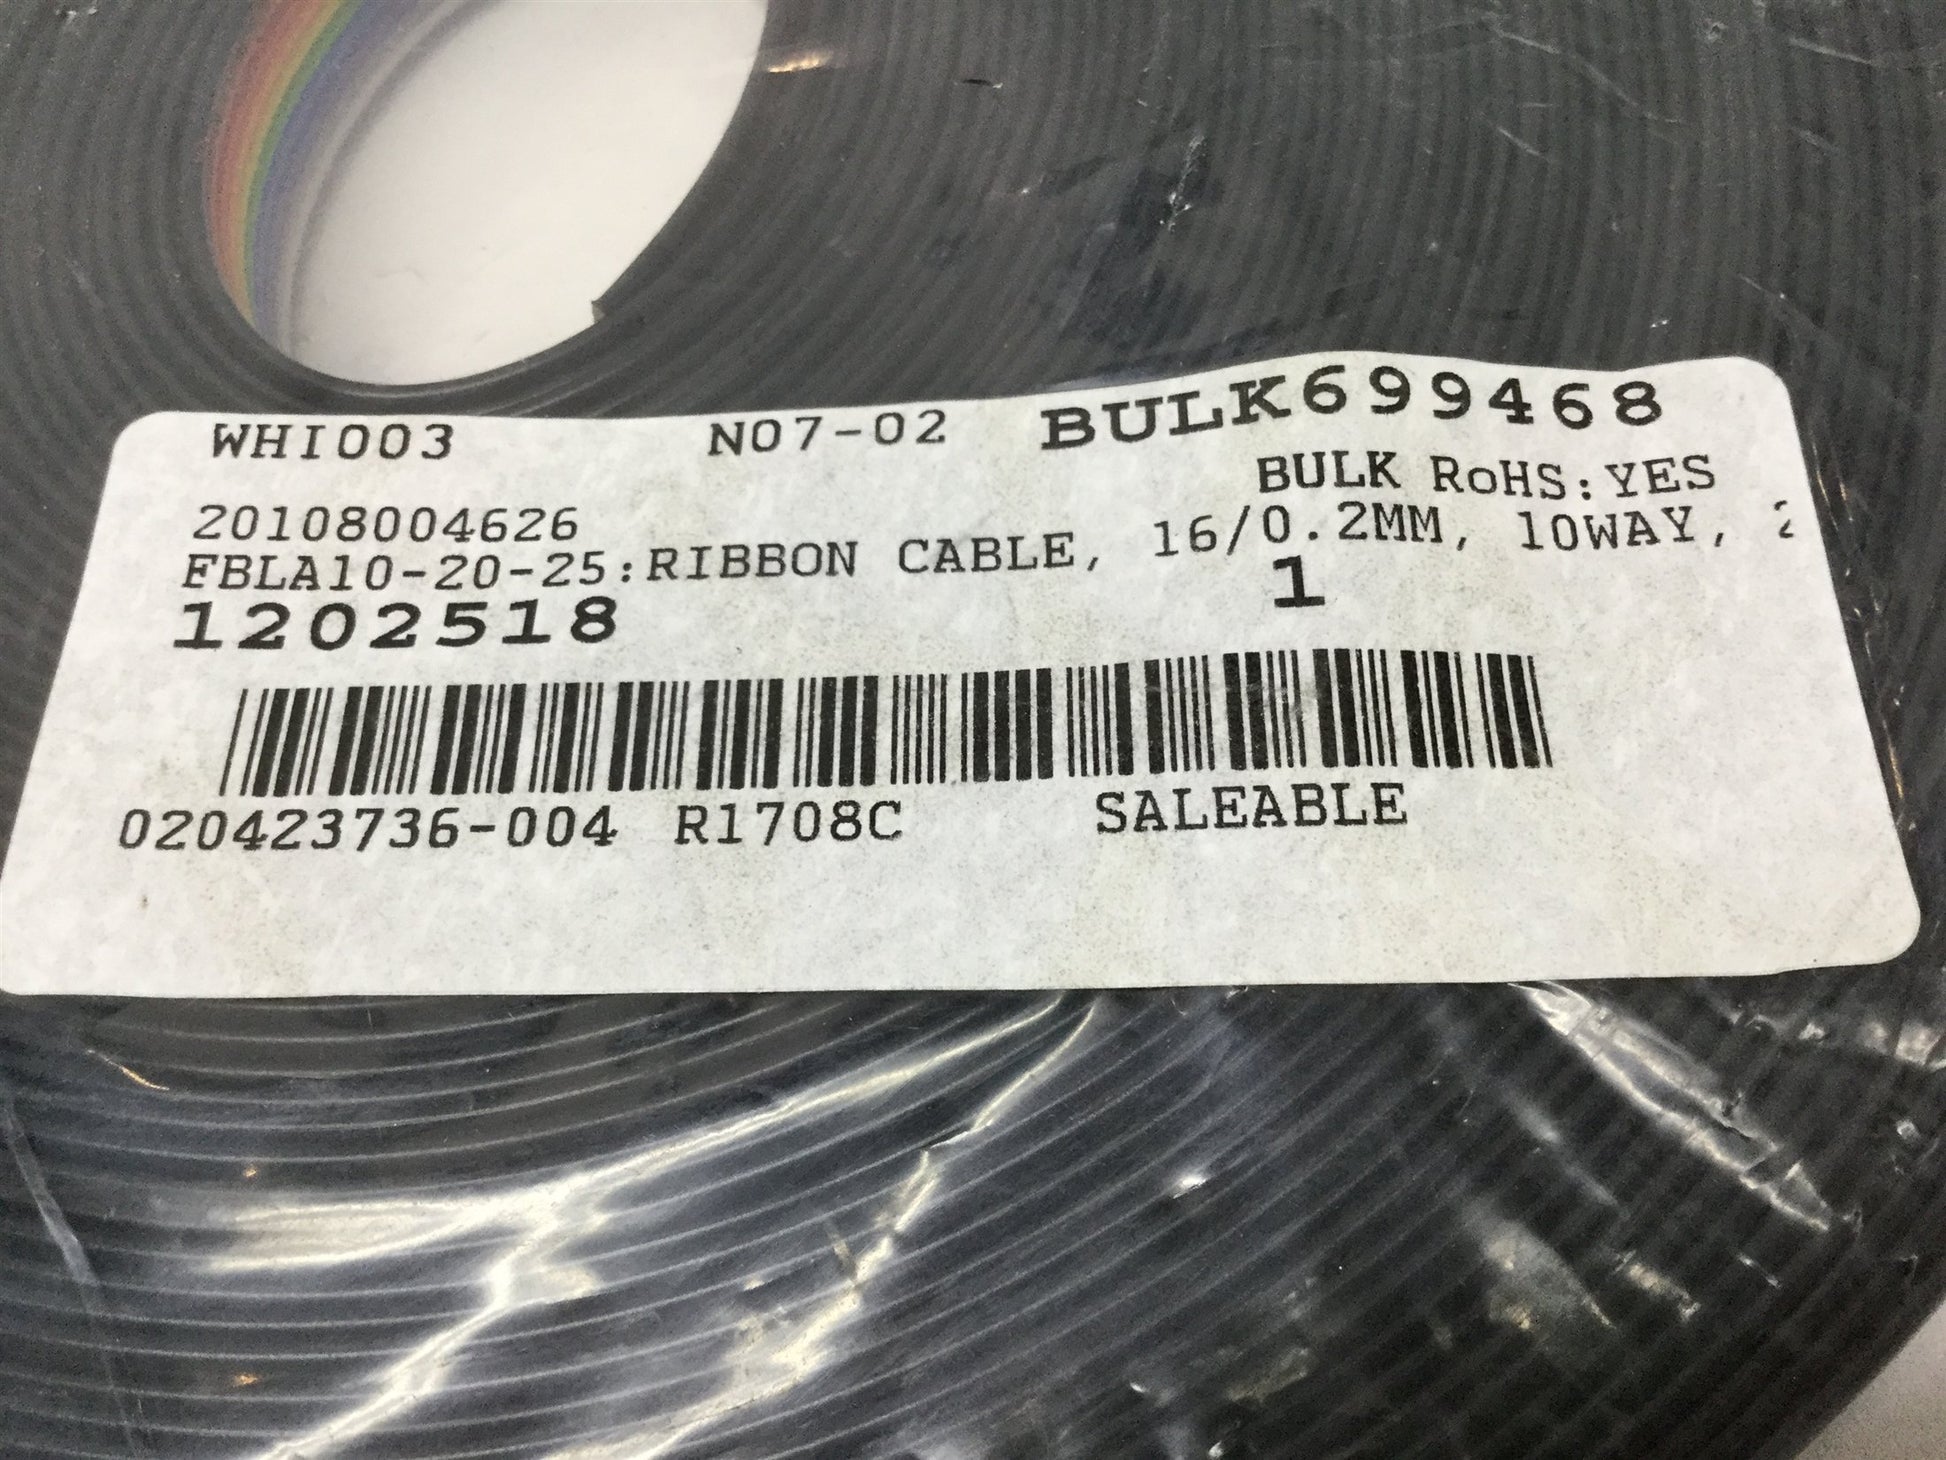 WHI003 N07-02 BULK699468
BULK RoHS:YES
20108004626
FBLA10-20-25:RIBBON CABLE, 16/0.2MM, 10WAY, 2
1202518 1
020423736-004 R1708C SALEABLE